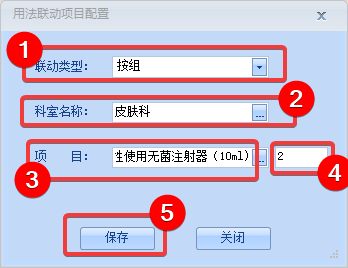 用法联动项目配置
1
联动类型： 按组
科室名称： 皮肤科 ... 2
项 目： 使用无菌注射器（10ml） ... 2
3
4
5
保存 关闭